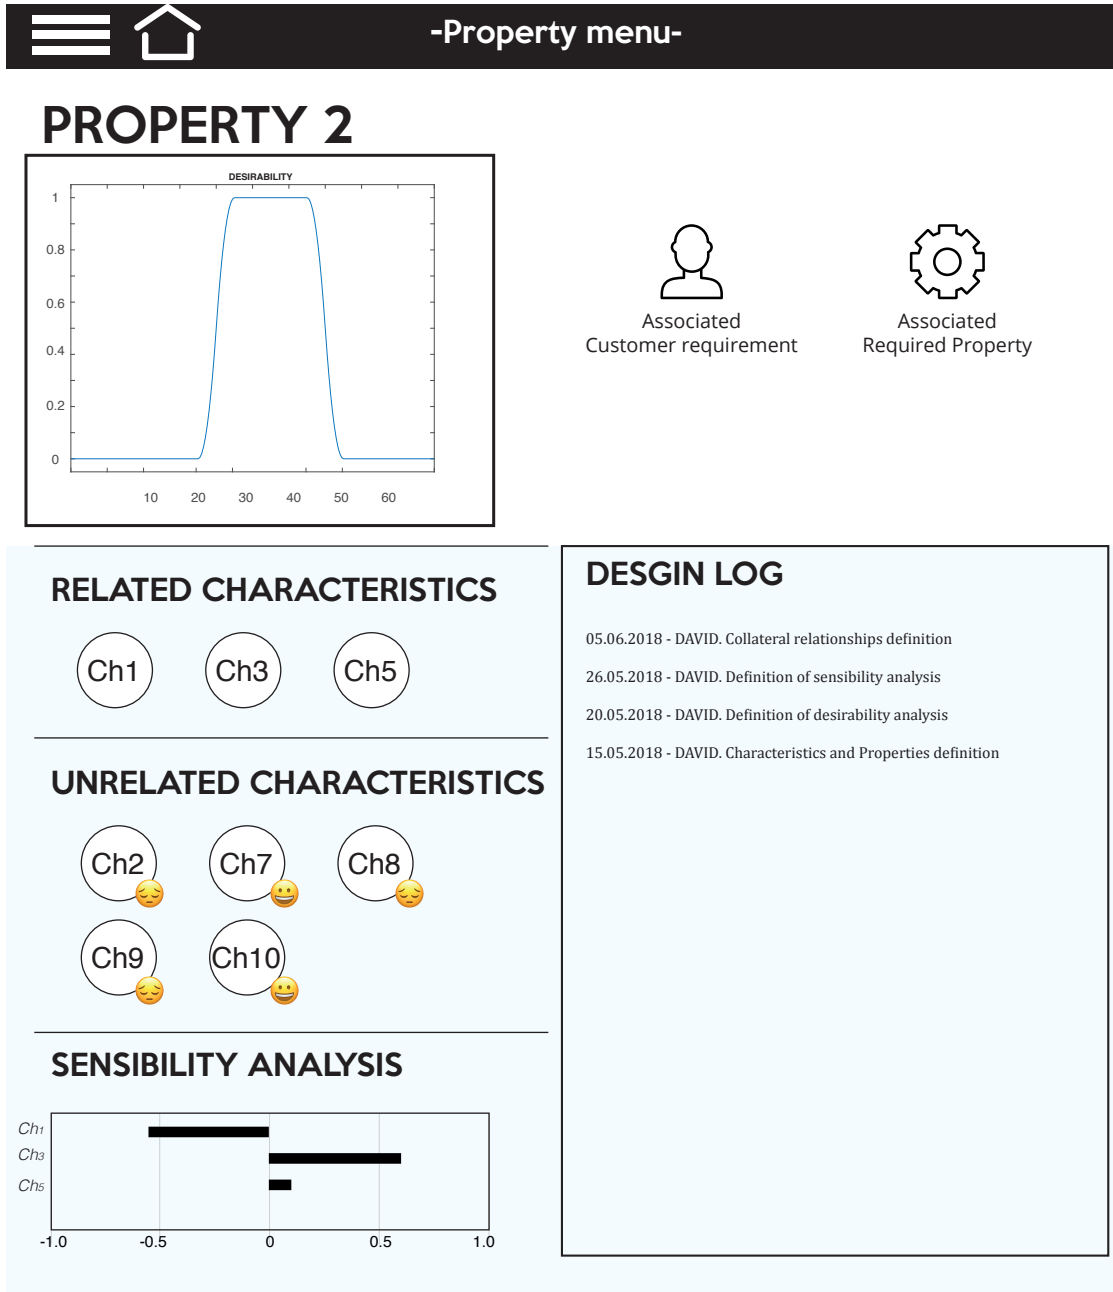 -Property menu-
PROPERTY 2
DESIRABILITY
1
0.8
0.6
0.4
0.2
0
10 20 30 40 50 60
Associated
Customer requirement
Associated
Required Property
RELATED CHARACTERISTICS
Ch1 Ch3 Ch5
UNRELATED CHARACTERISTICS
Ch2 Ch7 Ch8
Ch9 Ch10
SENSIBILITY ANALYSIS
Ch1
Ch3
Ch5
-1.0 -0.5 0 0.5 1.0
DESGIN LOG
05.06.2018 - DAVID. Collateral relationships definition
26.05.2018 - DAVID. Definition of sensibility analysis
20.05.2018 - DAVID. Definition of desirability analysis
15.05.2018 - DAVID. Characteristics and Properties definition